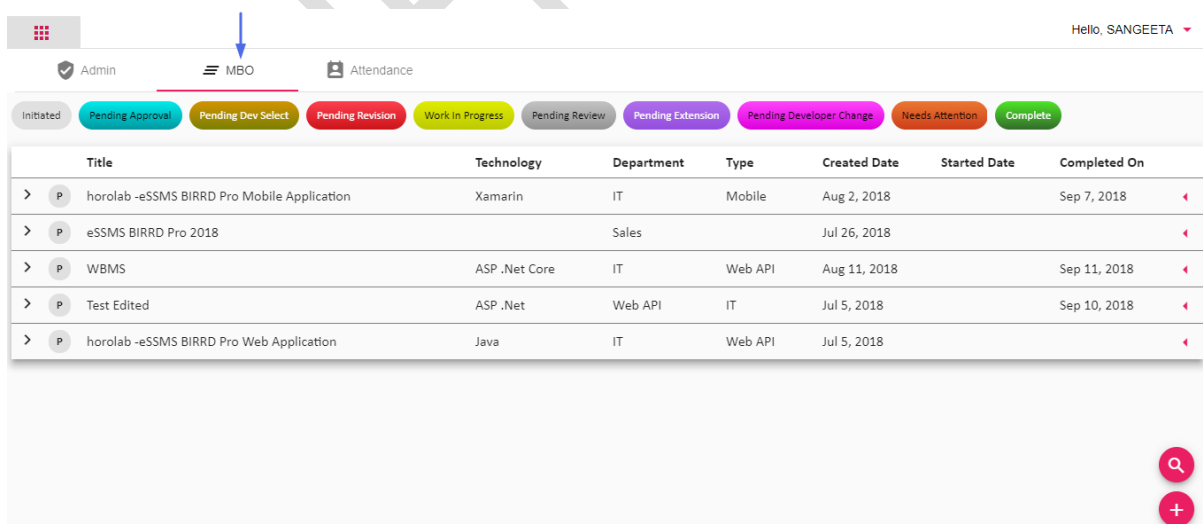 Hello, SANGEETA
Admin MBO Attendance
Initiated Pending Approval Pending Dev Select Pending Revision Work In Progress Pending Review Pending Extension Pending Developer Change Needs Attention Complete
Title Technology Department Type Created Date Started Date Completed On
P horolab -eSSMS BIRRD Pro Mobile Application Xamarin IT Mobile Aug 2, 2018 Sep 7, 2018
P eSSMS BIRRD Pro 2018 Sales Jul 26, 2018
P WBMS ASP .Net Core IT Web API Aug 11, 2018 Sep 11, 2018
P Test Edited ASP .Net Web API IT Jul 5, 2018 Sep 10, 2018
P horolab -eSSMS BIRRD Pro Web Application Java IT Web API Jul 5, 2018